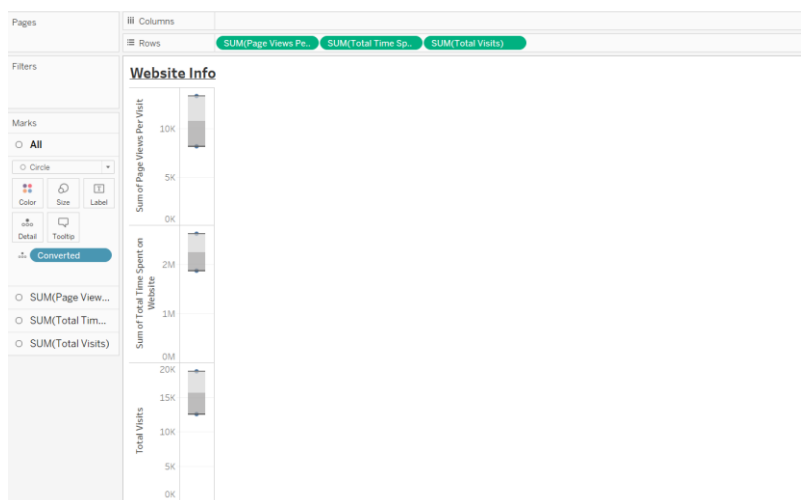 Pages
Columns
Rows
SUM(Page Views Pe..
SUM(Total Time Sp..
SUM(Total Visits)
Filters
Website Info
Marks
All
Circle
Color
Size
Label
Detail
Tooltip
Converted
SUM(Page View...
SUM(Total Tim...
SUM(Total Visits)
Sum of Page Views Per Visit
10K
5K
0K
Sum of Total Time Spent on
Website
2M
1M
0M
Total Visits
20K
15K
10K
5K
0K